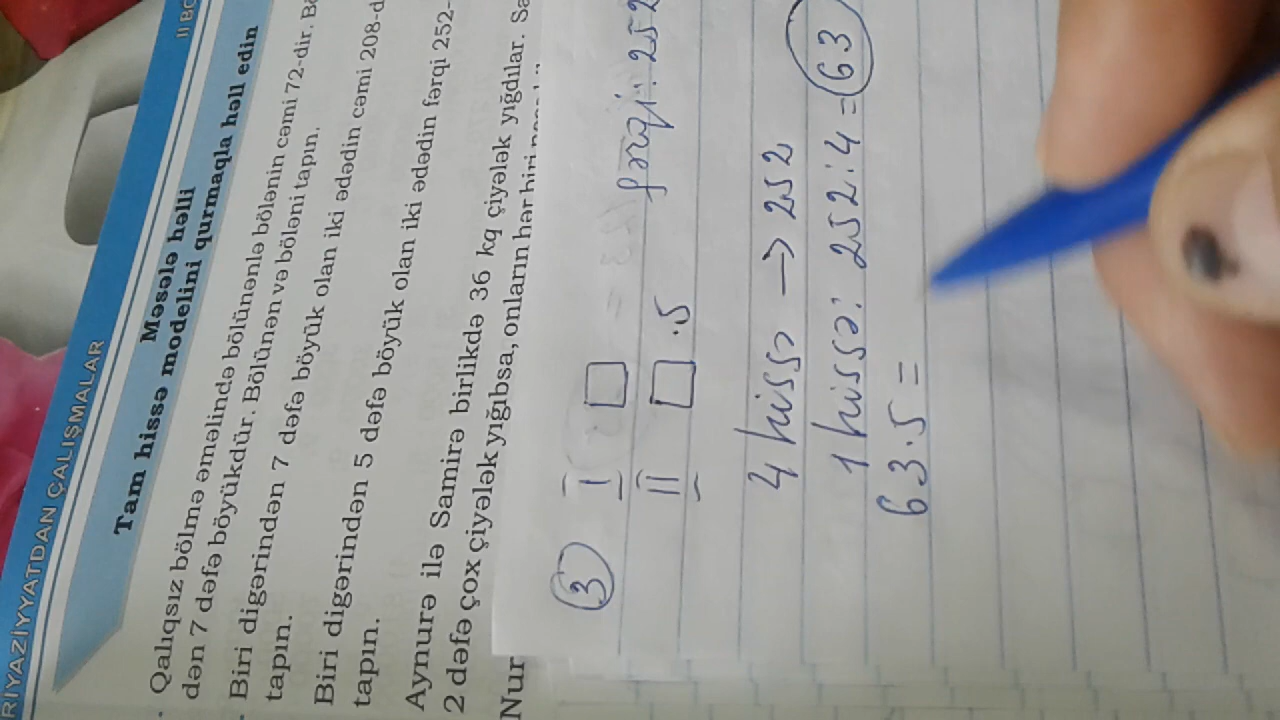 RİYAZİYYATDAN ÇALIŞMALAR
II BÖ
Məsələ həlli
Tam hissə modelini qurmaqla həll edin
Qalıqsız bölmə əməlində bölünənlə bölənin cəmi 72-dir.
dən 7 dəfə böyükdür. Bölünən və böləni tapın.
Biri digərindən 7 dəfə böyük olan iki ədədin cəmi 208-d
tapın.
Biri digərindən 5 dəfə böyük olan iki ədədin fərqi 252-
tapın.
Aynurə ilə Samirə birlikdə 36 kq çiyələk yığdılar.
2 dəfə çox çiyələk yığıbsa, onların hər biri
Nur
3 I □
II □.5 fərqi: 252
4 hissə → 252
1 hissə: 252:4=63
63.5=